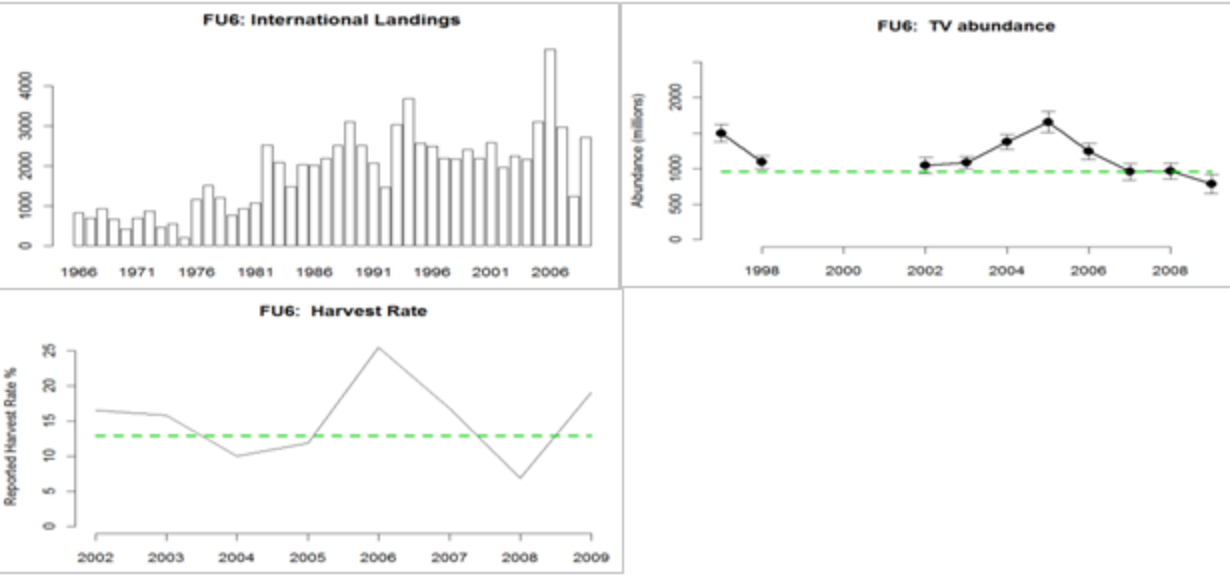 FU6: International Landings
4000
3000
2000
1000
0
1966 1971 1976 1981 1986 1991 1996 2001 2006
FU6: TV abundance
Abundance (millions)
2000
1000
500
0
1998 2000 2002 2004 2006 2008
FU6: Harvest Rate
Reported Harvest Rate %
25
20
15
10
5
0
2002 2003 2004 2005 2006 2007 2008 2009